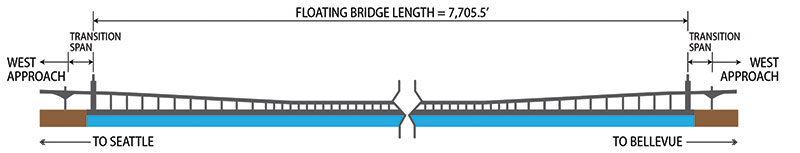 FLOATING BRIDGE LENGTH = 7,705.5'
TRANSITION
SPAN
WEST
APPROACH
TRANSITION
SPAN
WEST
APPROACH
TO SEATTLE
TO BELLEVUE